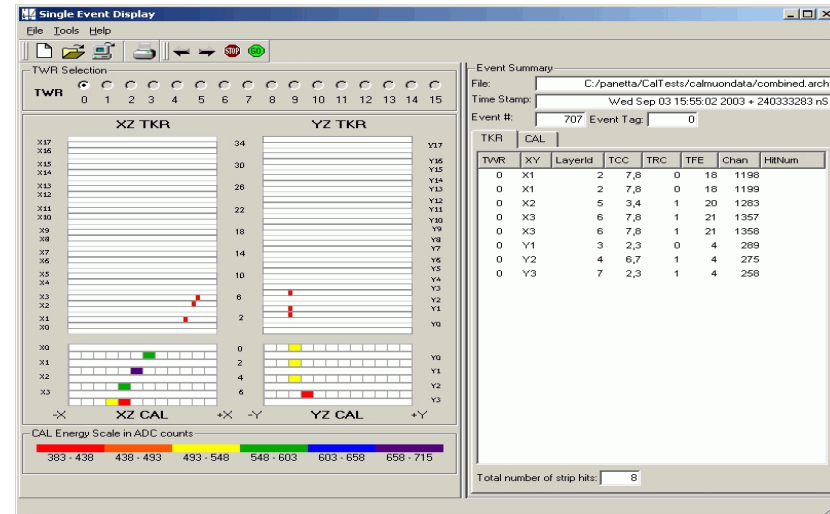 Single Event Display
File Tools Help
STOP GO
TWR Selection
TWR
0 1 2 3 4 5 6 7 8 9 10 11 12 13 14 15
XZ TKR YZ TKR
X17 34 Y17
X16
X15 30 Y16
X14 Y15
X13 26 Y14
X12 Y13
X11 22 Y12
X10 Y11
X9 18 Y10
X8 Y9
X7 14 Y8
X6 Y7
X5 10 Y6
X4 Y5
X3 6 Y4
X2 Y3
X1 2 Y2
X0 Y1
Y0
X0 0 Y0
X1 2 Y1
X2 4 Y2
X3 6 Y3
-X XZ CAL +X -Y YZ CAL +Y
CAL Energy Scale in ADC counts
383 - 438 438 - 493 493 - 548 548 - 603 603 - 658 658 - 715
Event Summary
File: C:/panetta/CalTests/calmuondata/combined.arch
Time Stamp: Wed Sep 03 15:55:02 2003 + 240333283 nS
Event #: 707 Event Tag: 0
TKR CAL
TWR XY LayerId TCC TRC TFE Chan HitNum
0 X1 2 7,8 0 18 1198
0 X1 2 7,8 0 18 1199
0 X2 5 3,4 1 20 1283
0 X3 6 7,8 1 21 1357
0 X3 6 7,8 1 21 1358
0 Y1 3 2,3 0 4 289
0 Y2 4 6,7 1 4 275
0 Y3 7 2,3 1 4 258
Total number of strip hits: 8